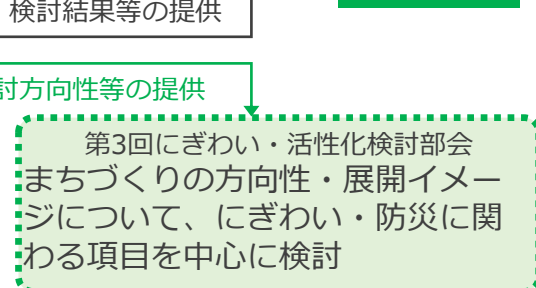 検討結果等の提供
討方向性等の提供
第3回にぎわい・活性化検討部会
まちづくりの方向性・展開イメー
ジについて、にぎわい・防災に関
わる項目を中心に検討